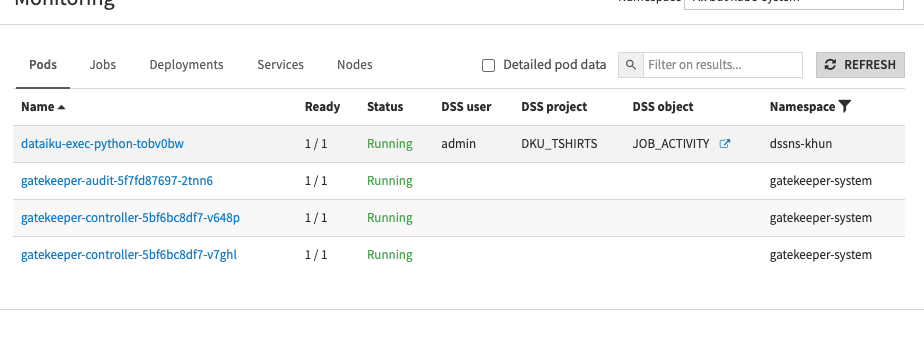 Monitoring
Pods Jobs Deployments Services Nodes Detailed pod data Filter on results... REFRESH
Name Ready Status DSS user DSS project DSS object Namespace
dataiku-exec-python-tobv0bw 1 / 1 Running admin DKU_TSHIRTS JOB_ACTIVITY dssns-khun
gatekeeper-audit-5f7fd87697-2tnn6 1 / 1 Running gatekeeper-system
gatekeeper-controller-5bf6bc8df7-v648p 1 / 1 Running gatekeeper-system
gatekeeper-controller-5bf6bc8df7-v7ghl 1 / 1 Running gatekeeper-system